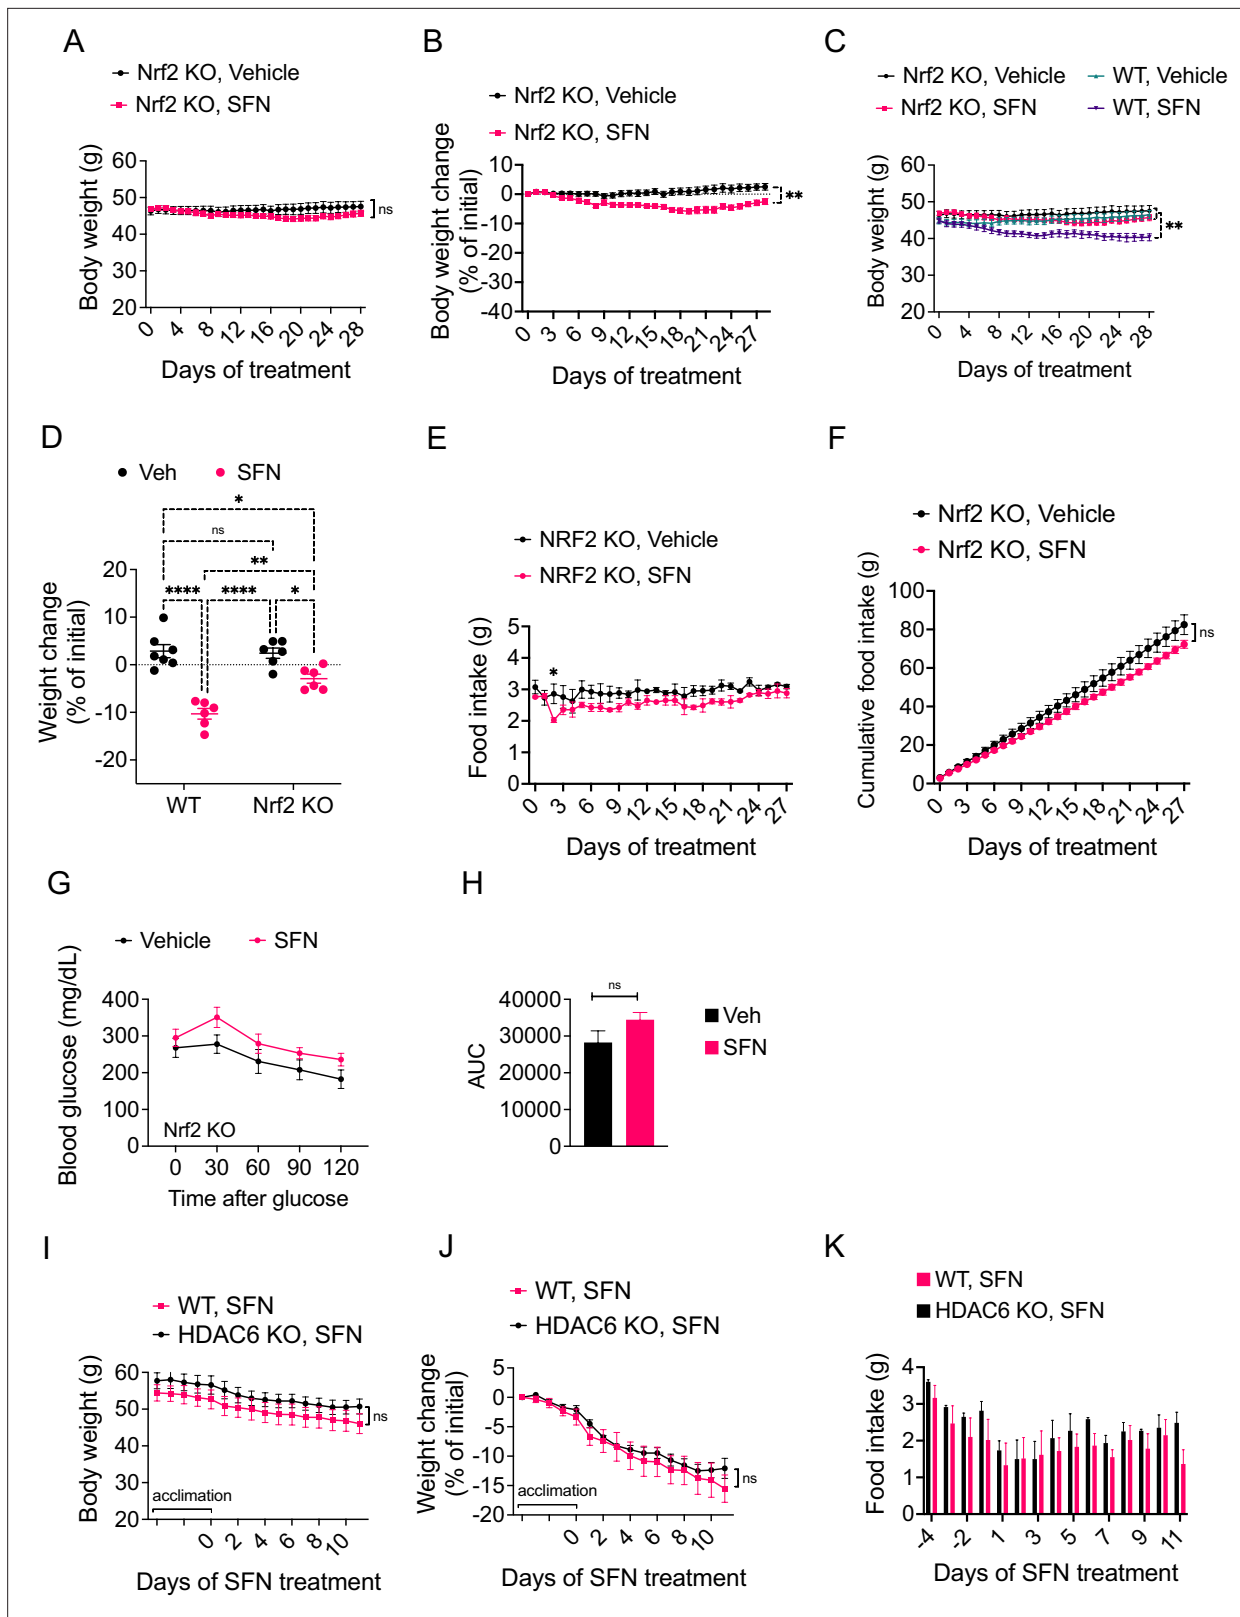 A
Nrf2 KO, Vehicle
Nrf2 KO, SFN
Body weight (g)
60
50
40
30
20
ns
0 4 8 12 16 20 24 28
Days of treatment
B
Nrf2 KO, Vehicle
Nrf2 KO, SFN
Body weight change
(% of initial)
10
0
-10
-20
-30
-40
**
0 3 6 9 12 15 18 21 24 27
Days of treatment
C
Nrf2 KO, Vehicle WT, Vehicle
Nrf2 KO, SFN WT, SFN
Body weight (g)
60
50
40
30
20
**
0 4 8 12 16 20 24 28
Days of treatment
D
Veh SFN
*
ns
**
**** **** *
Weight change
(% of initial)
20
10
0
-10
-20
WT Nrf2 KO
E
NRF2 KO, Vehicle
NRF2 KO, SFN
Food intake (g)
5
4
3
2
1
0
*
0 3 6 9 12 15 18 21 24 27
Days of treatment
F
Nrf2 KO, Vehicle
Nrf2 KO, SFN
Cumulative food intake (g)
100
80
60
40
20
0
ns
0 3 6 9 12 15 18 21 24 27
Days of treatment
G
Vehicle SFN
Blood glucose (mg/dL)
400
300
200
100
0
Nrf2 KO
0 30 60 90 120
Time after glucose
H
ns
AUC
40000
30000
20000
10000
0
Veh
SFN
I
WT, SFN
HDAC6 KO, SFN
Body weight (g)
60
50
40
30
20
ns
acclimation
0 2 4 6 8 10
Days of SFN treatment
J
WT, SFN
HDAC6 KO, SFN
Weight change
(% of initial)
5
0
-5
-10
-15
-20
ns
acclimation
0 2 4 6 8 10
Days of SFN treatment
K
WT, SFN
HDAC6 KO, SFN
Food intake (g)
4
3
2
1
0
-4 -2 1 3 5 7 9 11
Days of SFN treatment